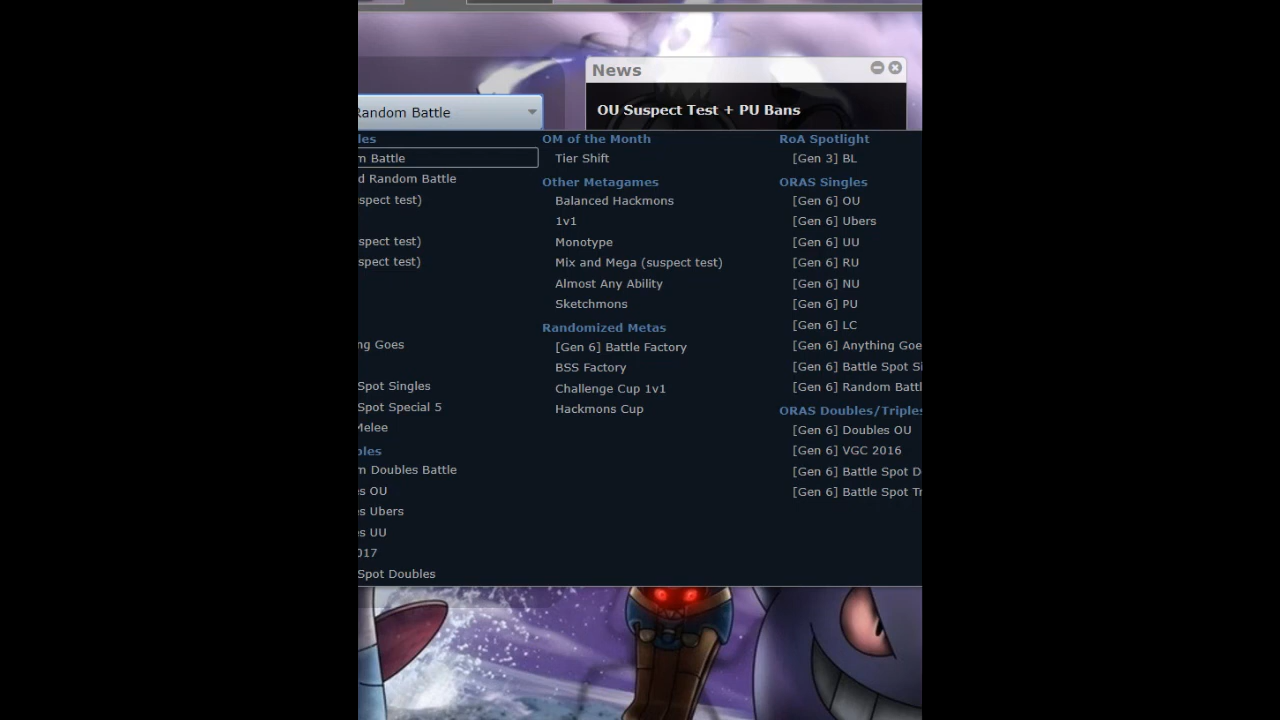 News
OU Suspect Test + PU Bans
Random Battle
les
m Battle
d Random Battle
spect test)
spect test)
spect test)
ng Goes
Spot Singles
Spot Special 5
Melee
bles
m Doubles Battle
s OU
s Ubers
s UU
017
Spot Doubles
OM of the Month
Tier Shift
Other Metagames
Balanced Hackmons
1v1
Monotype
Mix and Mega (suspect test)
Almost Any Ability
Sketchmons
Randomized Metas
[Gen 6] Battle Factory
BSS Factory
Challenge Cup 1v1
Hackmons Cup
RoA Spotlight
[Gen 3] BL
ORAS Singles
[Gen 6] OU
[Gen 6] Ubers
[Gen 6] UU
[Gen 6] RU
[Gen 6] NU
[Gen 6] PU
[Gen 6] LC
[Gen 6] Anything Goe
[Gen 6] Battle Spot Si
[Gen 6] Random Battl
ORAS Doubles/Triples
[Gen 6] Doubles OU
[Gen 6] VGC 2016
[Gen 6] Battle Spot D
[Gen 6] Battle Spot Tr